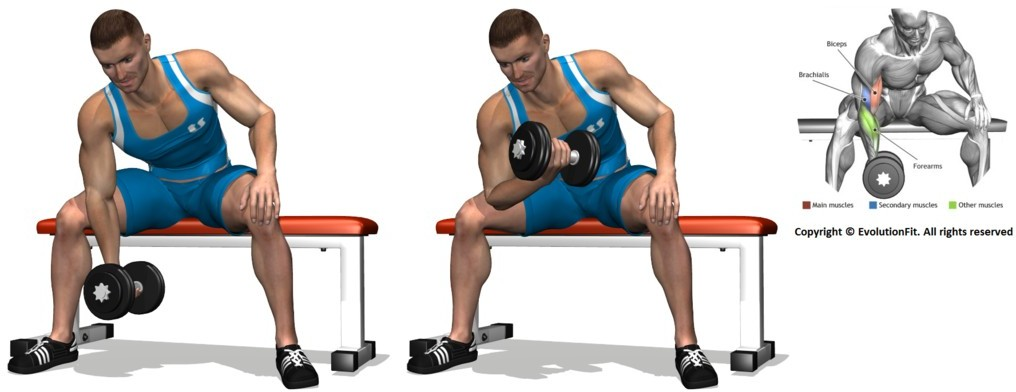 Biceps
Brachialis
Forearms
Main muscles
Secondary muscles
Other muscles
Copyright © EvolutionFit. All rights reserved